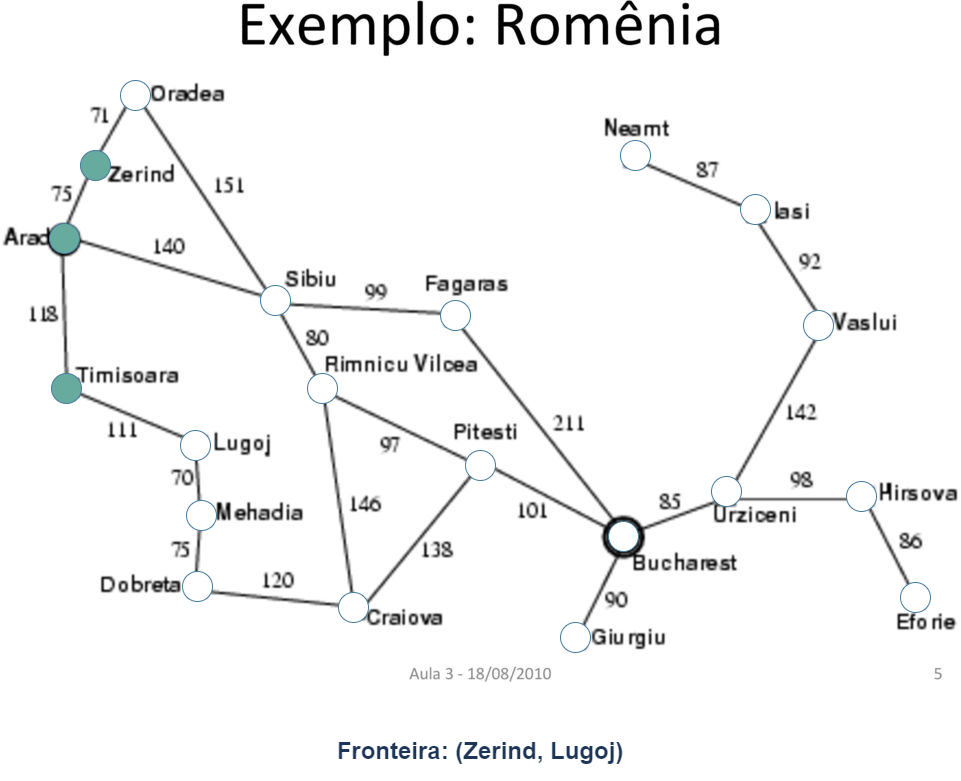 Exemplo: Romênia
Oradea
71
Neamt
Zerind
87
75
151
Iasi
Arad
140
92
Sibiu
Fagaras
99
118
Vaslui
80
Rimnicu Vilcea
Timisoara
142
211
111
Lugoj
97
Pitesti
70
98
Hirsova
146
85
Mehadia
101
Urziceni
86
75
138
Bucharest
Dobreta
120
90
Craiova
Eforie
Giurgiu
Aula 3 - 18/08/2010
5
Fronteira: (Zerind, Lugoj)